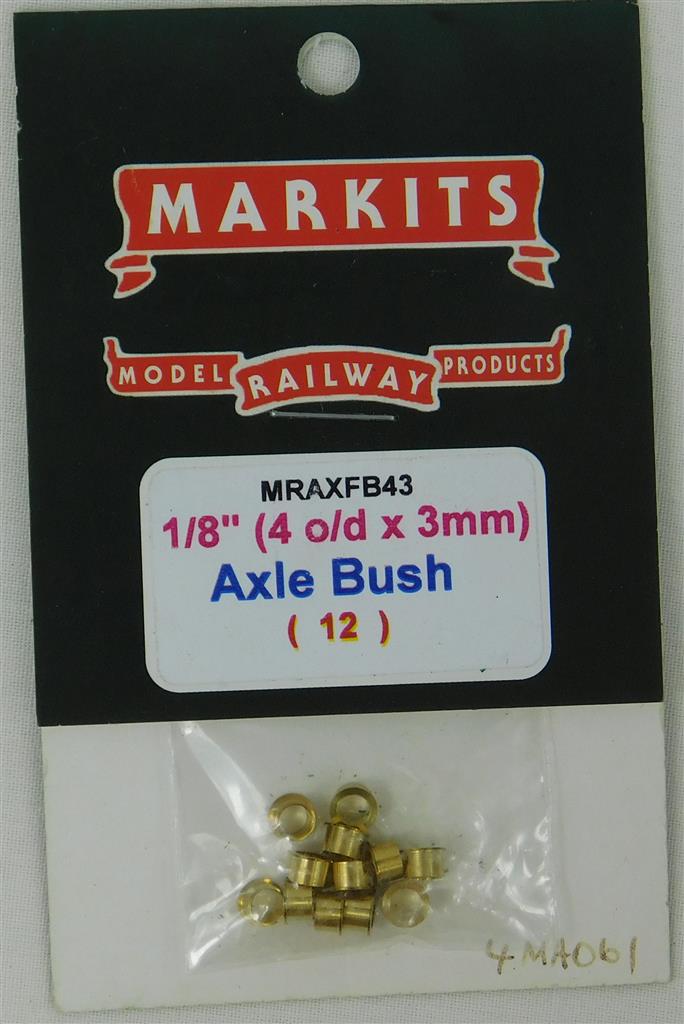 MARKITS
MODEL RAILWAY PRODUCTS
MRAXFB43
1/8" (4 o/d x 3mm)
Axle Bush
( 12 )
4MA061